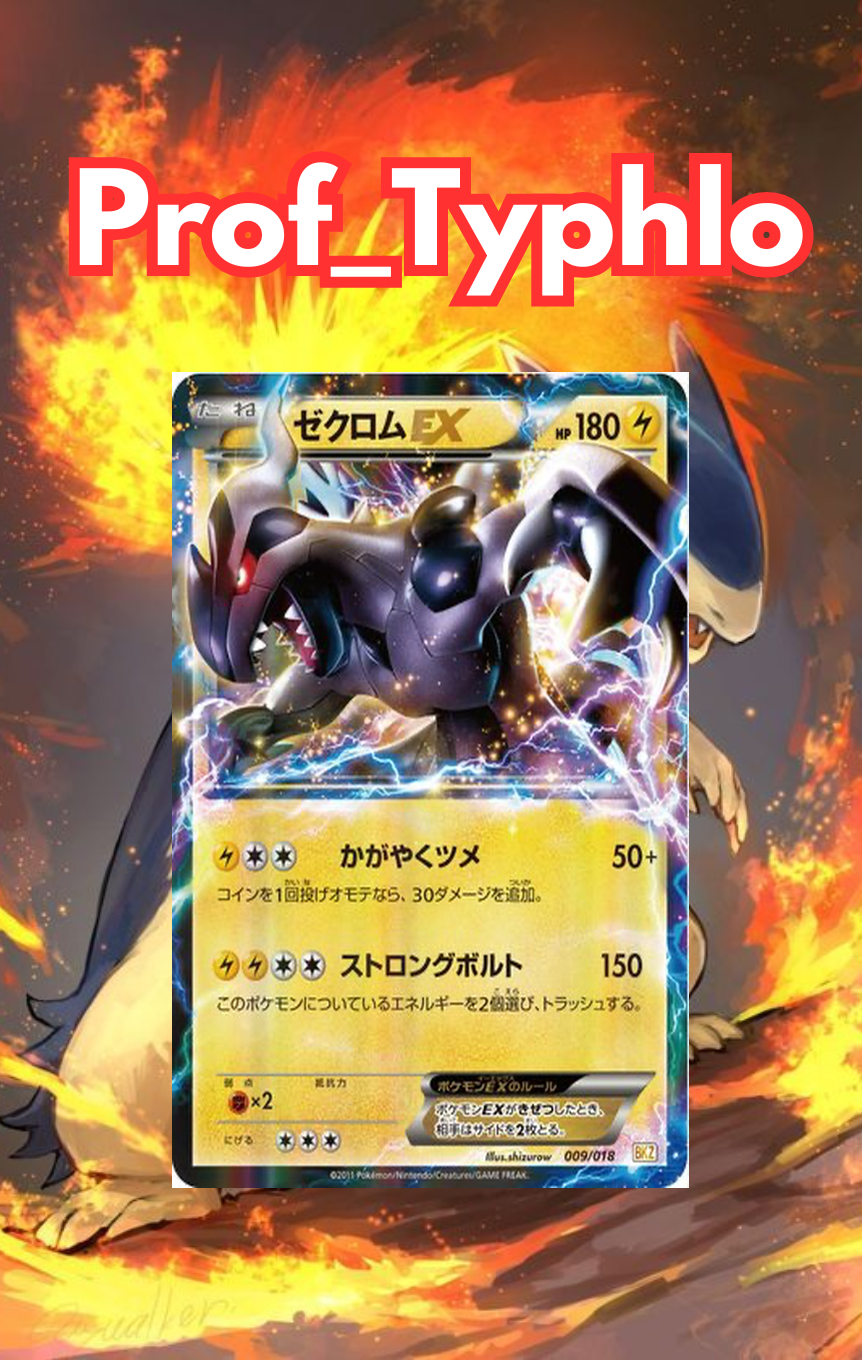 Prof_Typhlo
たね ゼクロムEX HP 180
かがやくツメ 50+
コインを1回投げオモテなら、30ダメージを追加。
ストロングボルト 150
このポケモンについているエネルギーを2個選び、トラッシュする。
弱点 抵抗力
×2
にげる
ポケモンEXのルール
ポケモンEXがきぜつしたとき、
相手はサイドを2枚とる。
Illus.shizurow 009/018 BKZ
©2011 Pokémon/Nintendo/Creatures/GAME FREAK.